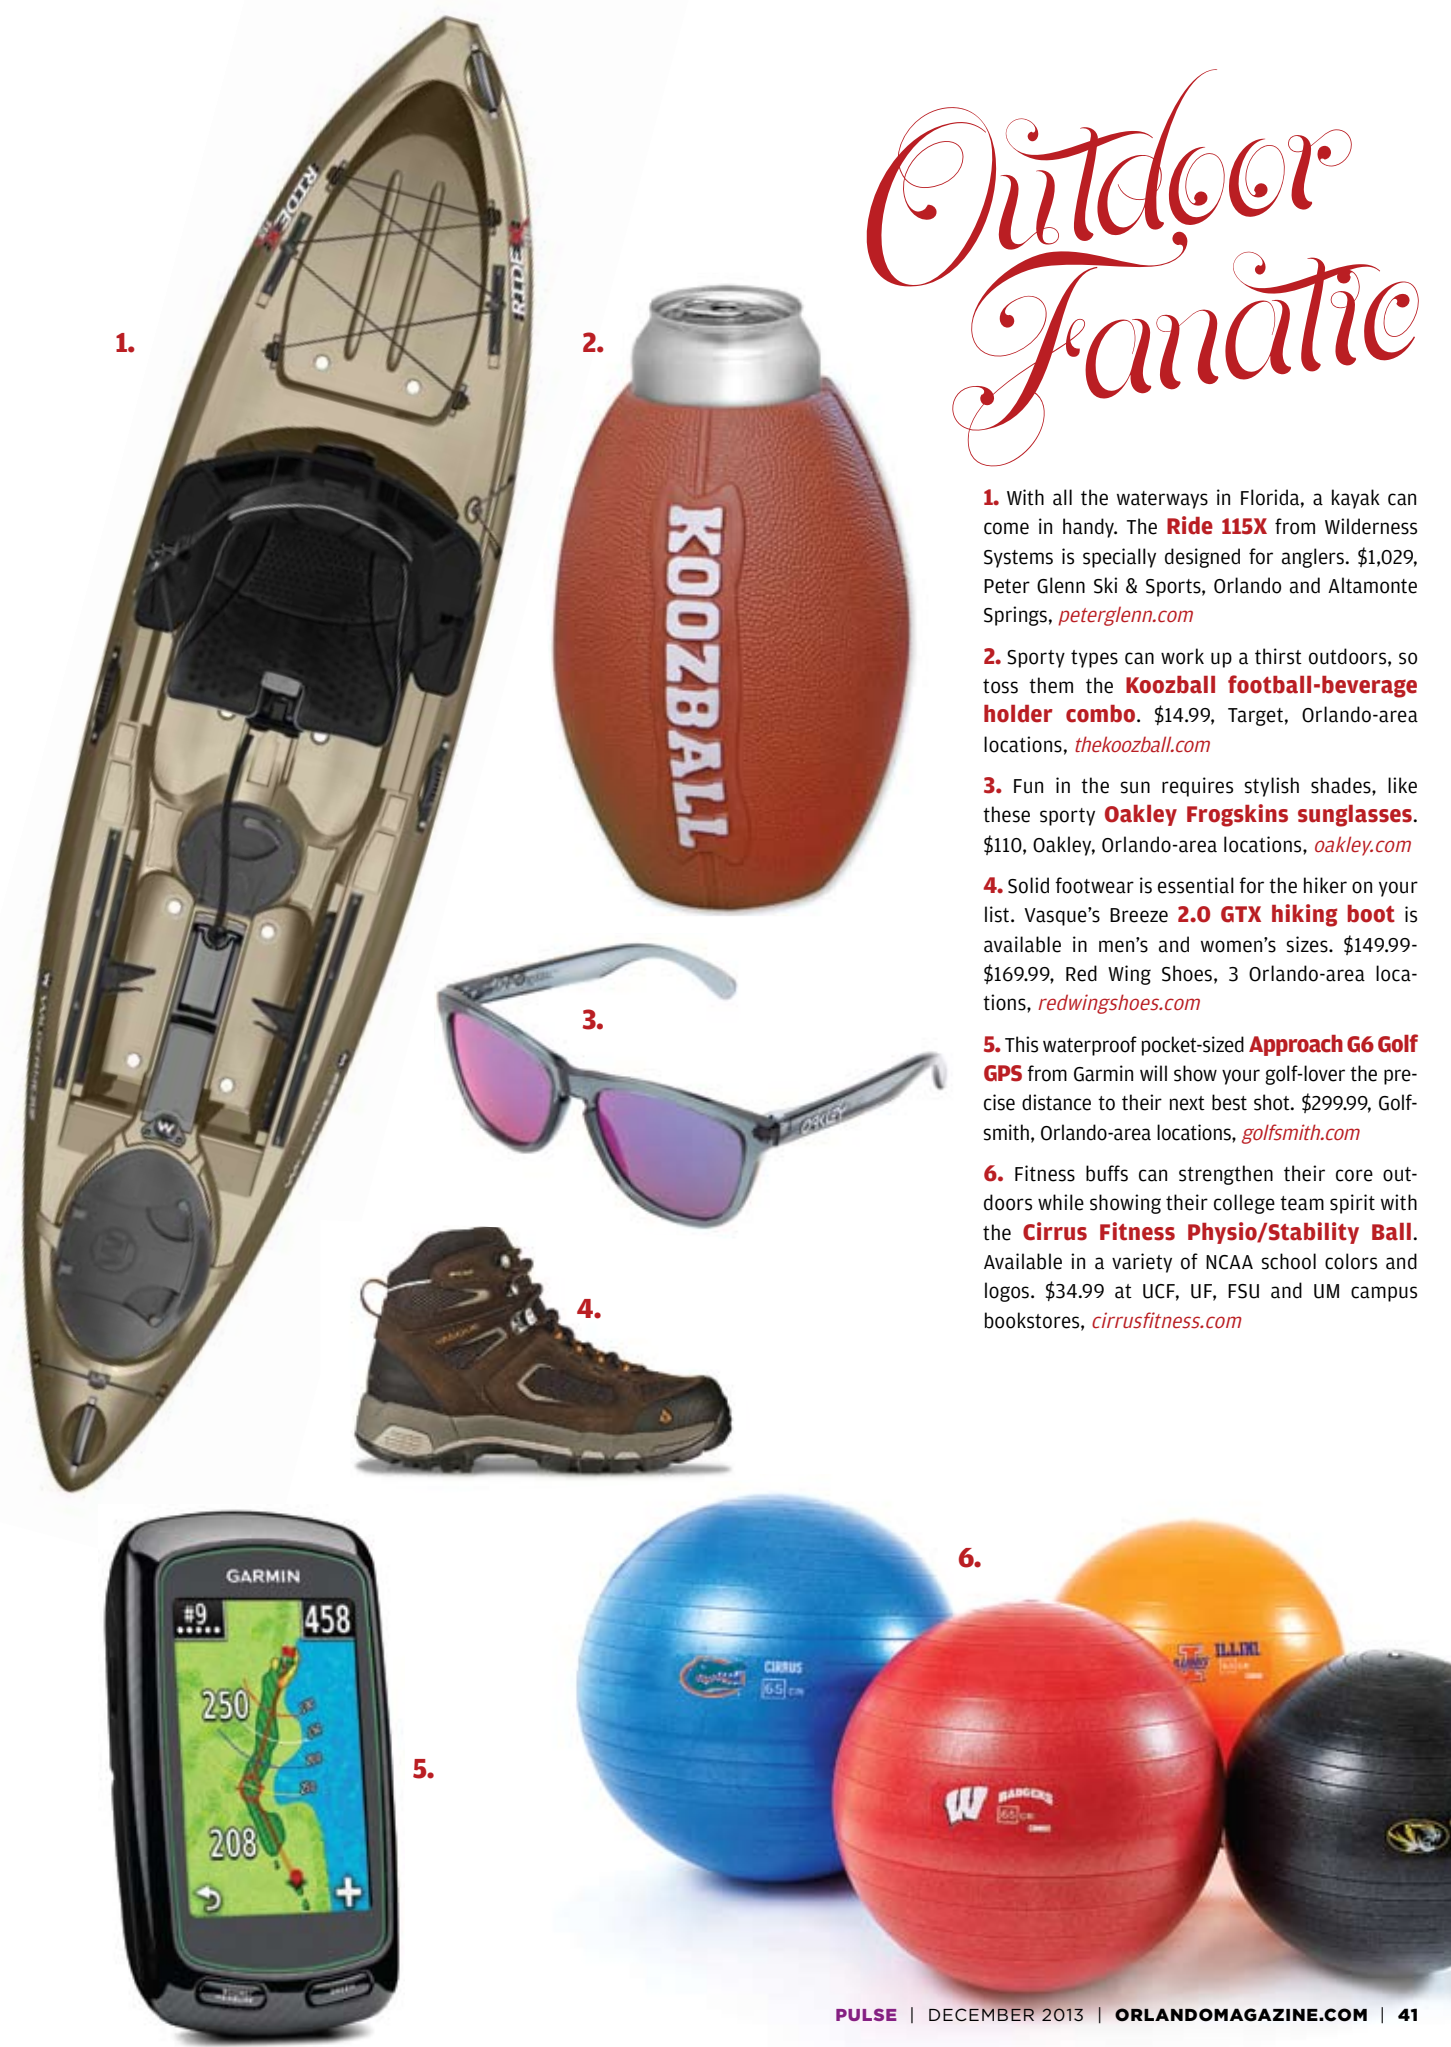 Outdoor
Fanatic
RIDE X
RIDE X
1.
2.
KOOZBALL
1. With all the waterways in Florida, a kayak can
come in handy. The Ride 115X from Wilderness
Systems is specially designed for anglers. $1,029,
Peter Glenn Ski & Sports, Orlando and Altamonte
Springs, peterglenn.com
2. Sporty types can work up a thirst outdoors, so
toss them the Koozball football-beverage
holder combo. $14.99, Target, Orlando-area
locations, thekoozball.com
3. Fun in the sun requires stylish shades, like
these sporty Oakley Frogskins sunglasses.
$110, Oakley, Orlando-area locations, oakley.com
4. Solid footwear is essential for the hiker on your
list. Vasque's Breeze 2.0 GTX hiking boot is
available in men's and women's sizes. $149.99-
$169.99, Red Wing Shoes, 3 Orlando-area loca-
tions, redwingshoes.com
5. This waterproof pocket-sized Approach G6 Golf
GPS from Garmin will show your golf-lover the pre-
cise distance to their next best shot. $299.99, Golf-
smith, Orlando-area locations, golfsmith.com
6. Fitness buffs can strengthen their core out-
doors while showing their college team spirit with
the Cirrus Fitness Physio/Stability Ball.
Available in a variety of NCAA school colors and
logos. $34.99 at UCF, UF, FSU and UM campus
bookstores, cirrusfitness.com
3.
OAKLEY
4.
GARMIN
#9
458
250
208
5.
6.
CIRRUS
65 cm
ILLINI
W BADGERS
65 cm
PULSE | DECEMBER 2013 | ORLANDOMAGAZINE.COM | 41